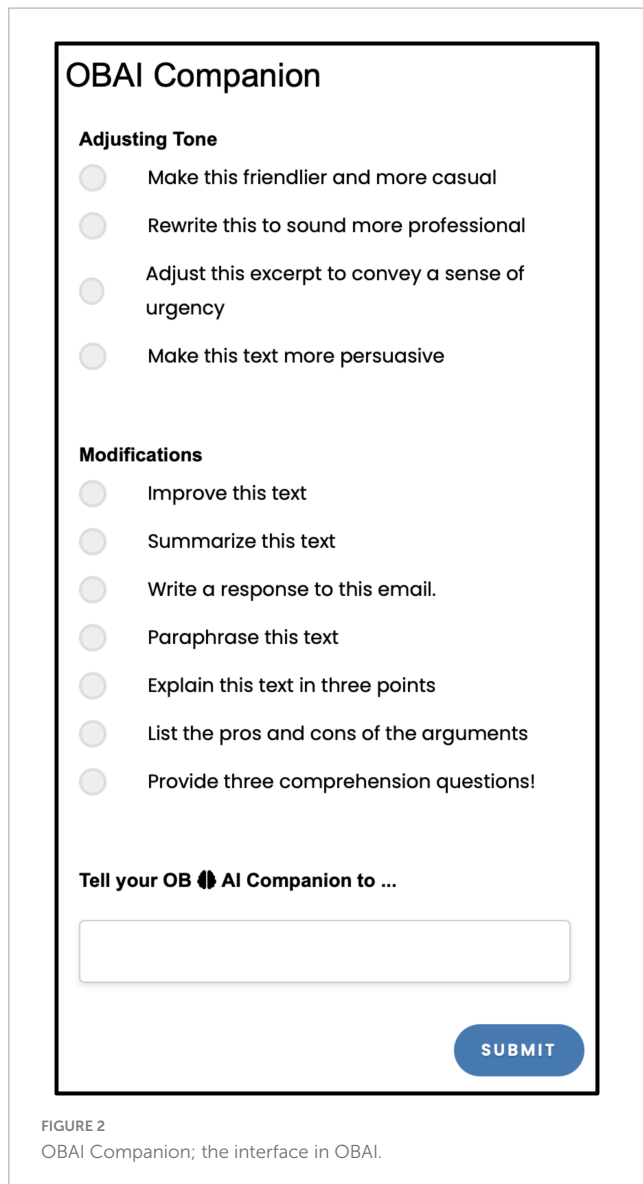 OBAI Companion
Adjusting Tone
Make this friendlier and more casual
Rewrite this to sound more professional
Adjust this excerpt to convey a sense of
urgency
Make this text more persuasive
Modifications
Improve this text
Summarize this text
Write a response to this email.
Paraphrase this text
Explain this text in three points
List the pros and cons of the arguments
Provide three comprehension questions!
Tell your OB AI Companion to ...
SUBMIT
FIGURE 2
OBAI Companion; the interface in OBAI.